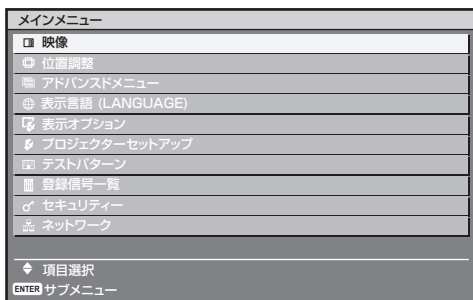 メインメニュー
映像
位置調整
アドバンスドメニュー
表示言語 (LANGUAGE)
表示オプション
プロジェクターセットアップ
テストパターン
登録信号一覧
セキュリティー
ネットワーク
項目選択
ENTER サブメニュー